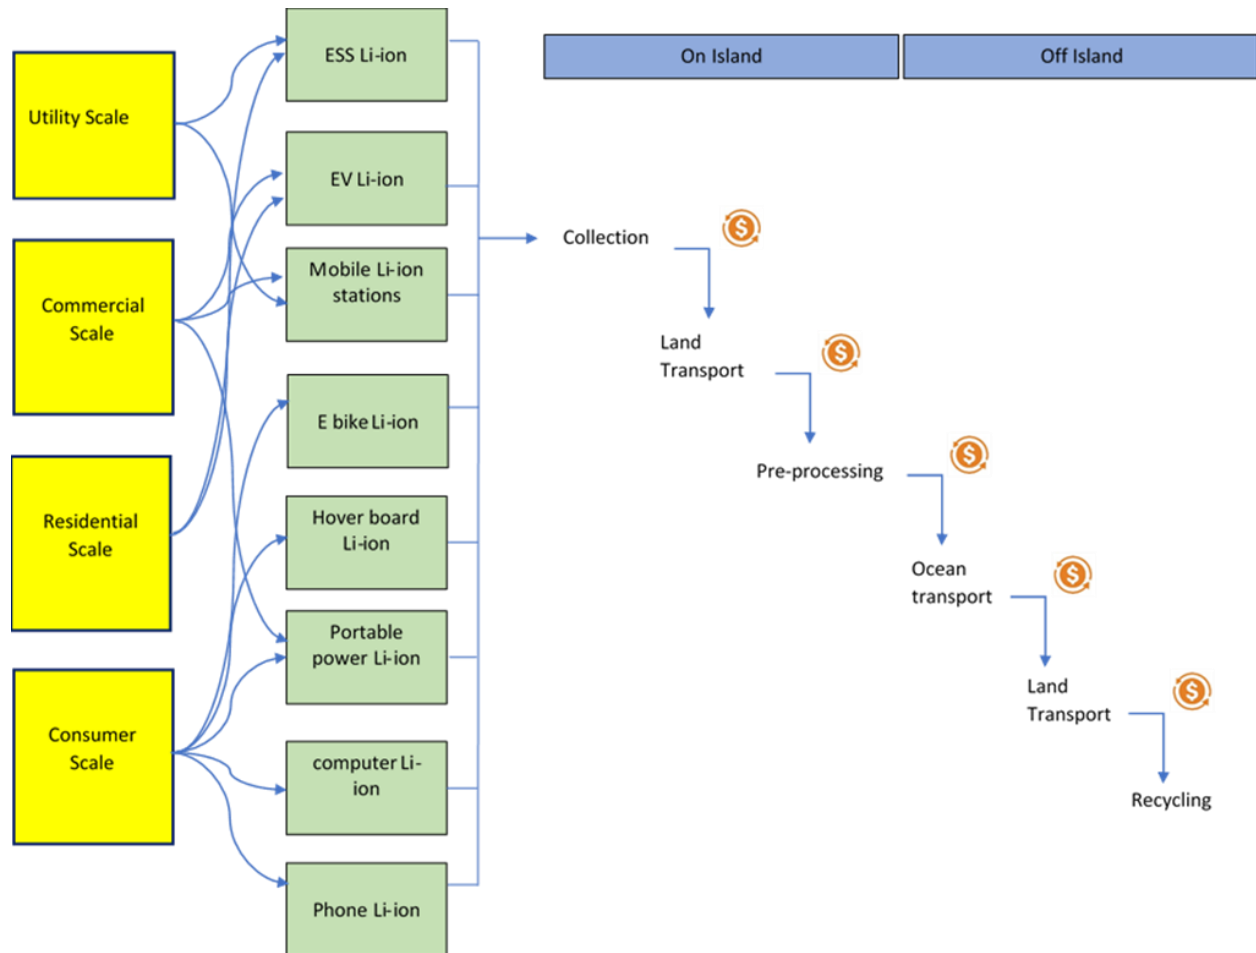 Utility Scale
Commercial
Scale
Residential
Scale
Consumer
Scale
ESS Li-ion
EV Li-ion
Mobile Li-ion
stations
E bike Li-ion
Hover board
Li-ion
Portable
power Li-ion
computer Li-
ion
Phone Li-ion
On Island
Off Island
Collection
$
Land
Transport
$
Pre-processing
$
Ocean
transport
$
Land
Transport
$
Recycling